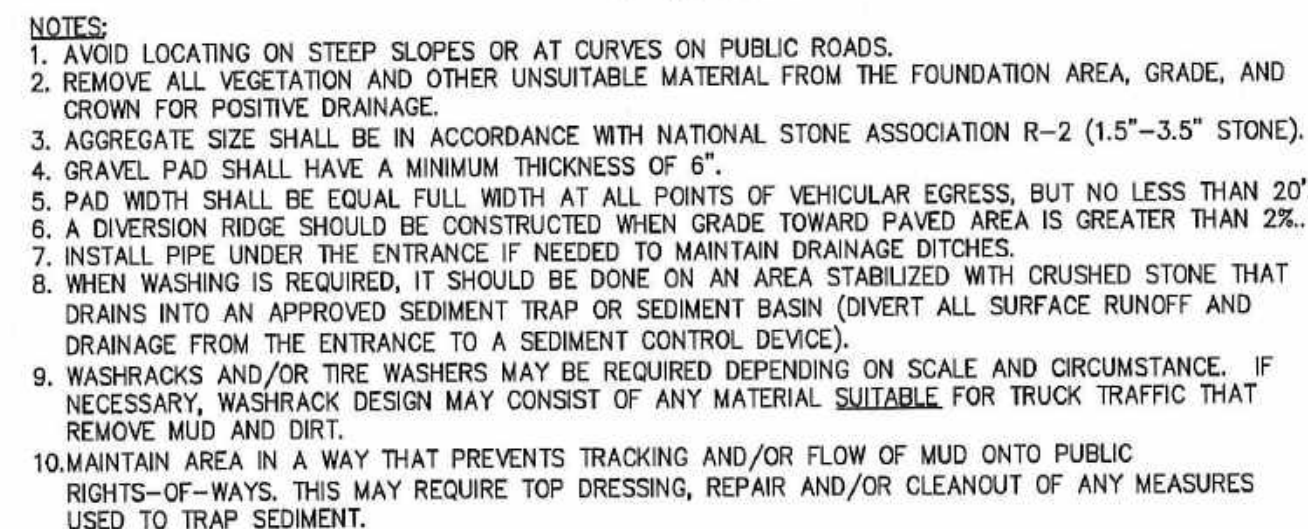 NOTES:
1. AVOID LOCATING ON STEEP SLOPES OR AT CURVES ON PUBLIC ROADS.
2. REMOVE ALL VEGETATION AND OTHER UNSUITABLE MATERIAL FROM THE FOUNDATION AREA, GRADE, AND
CROWN FOR POSITIVE DRAINAGE.
3. AGGREGATE SIZE SHALL BE IN ACCORDANCE WITH NATIONAL STONE ASSOCIATION R-2 (1.5"-3.5" STONE).
4. GRAVEL PAD SHALL HAVE A MINIMUM THICKNESS OF 6".
5. PAD WIDTH SHALL BE EQUAL FULL WIDTH AT ALL POINTS OF VEHICULAR EGRESS, BUT NO LESS THAN 20'
6. A DIVERSION RIDGE SHOULD BE CONSTRUCTED WHEN GRADE TOWARD PAVED AREA IS GREATER THAN 2%..
7. INSTALL PIPE UNDER THE ENTRANCE IF NEEDED TO MAINTAIN DRAINAGE DITCHES.
8. WHEN WASHING IS REQUIRED, IT SHOULD BE DONE ON AN AREA STABILIZED WITH CRUSHED STONE THAT
DRAINS INTO AN APPROVED SEDIMENT TRAP OR SEDIMENT BASIN (DIVERT ALL SURFACE RUNOFF AND
DRAINAGE FROM THE ENTRANCE TO A SEDIMENT CONTROL DEVICE).
9. WASHRACKS AND/OR TIRE WASHERS MAY BE REQUIRED DEPENDING ON SCALE AND CIRCUMSTANCE. IF
NECESSARY, WASHRACK DESIGN MAY CONSIST OF ANY MATERIAL SUITABLE FOR TRUCK TRAFFIC THAT
REMOVE MUD AND DIRT.
10.MAINTAIN AREA IN A WAY THAT PREVENTS TRACKING AND/OR FLOW OF MUD ONTO PUBLIC
RIGHTS-OF-WAYS. THIS MAY REQUIRE TOP DRESSING, REPAIR AND/OR CLEANOUT OF ANY MEASURES
USED TO TRAP SEDIMENT.